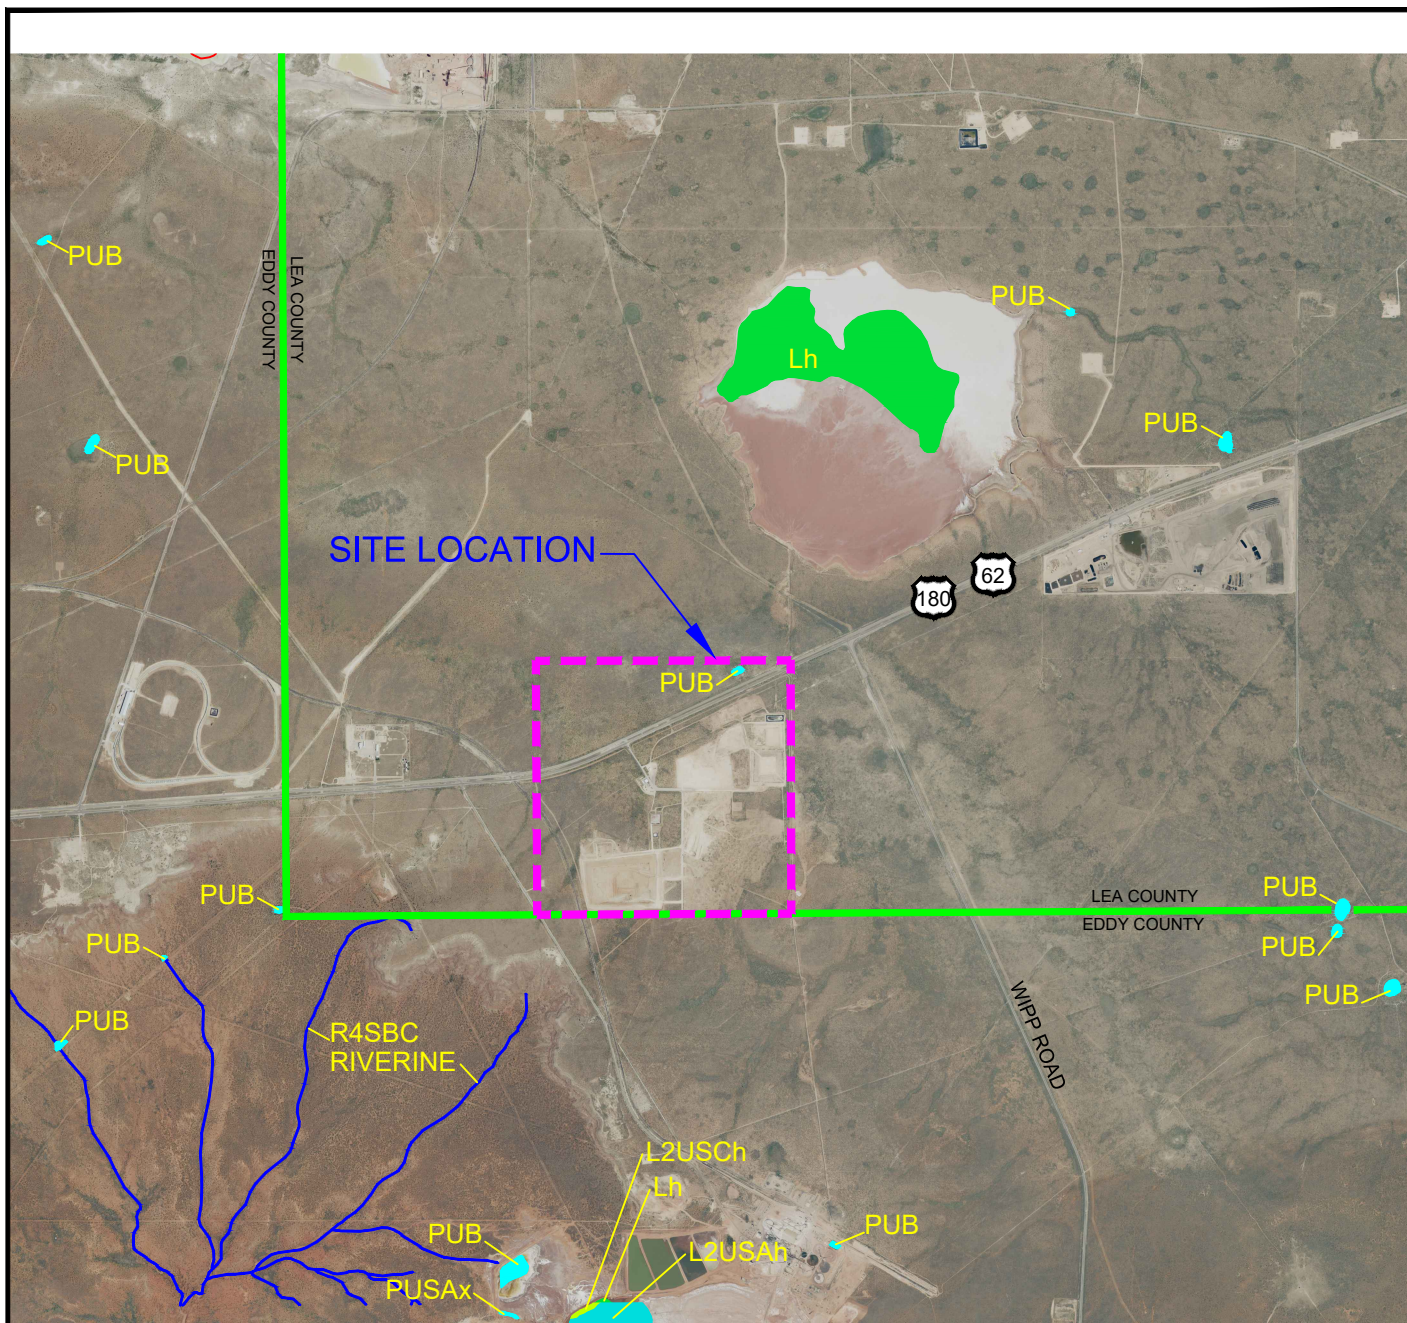 PUB
LEA COUNTY
EDDY COUNTY
PUB
Lh
PUB
PUB
SITE LOCATION
62
180
PUB
PUB
LEA COUNTY
EDDY COUNTY
PUB
PUB
PUB
PUB
PUB
R4SBC
RIVERINE
WIPP ROAD
L2USCh
Lh
PUB
PUB
L2USAh
PUSAx